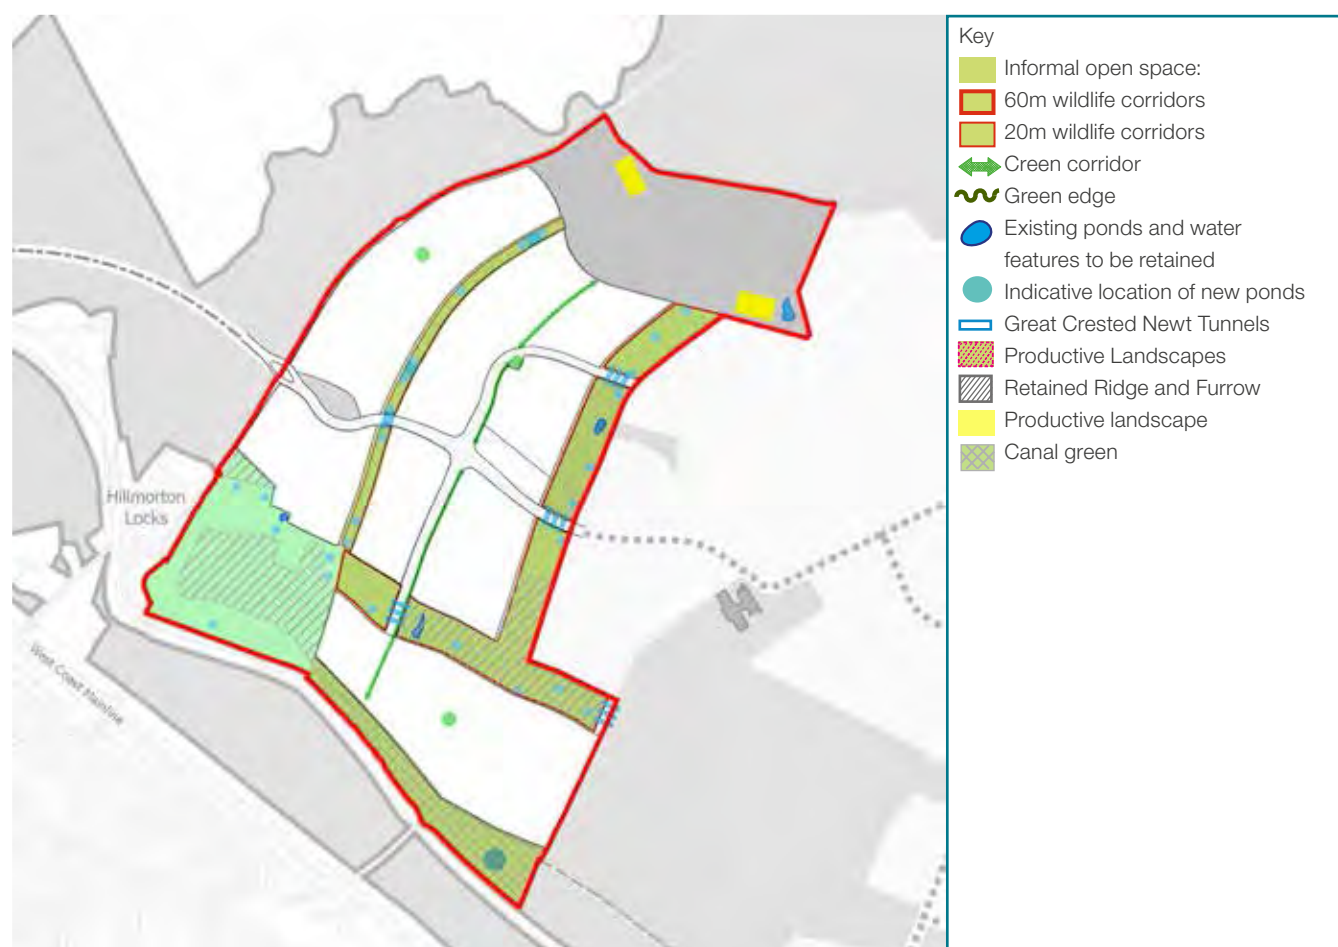 Key
Informal open space:
60m wildlife corridors
20m wildlife corridors
Creen corridor
Green edge
Existing ponds and water
features to be retained
Indicative location of new ponds
Great Crested Newt Tunnels
Productive Landscapes
Retained Ridge and Furrow
Productive landscape
Canal green
Hillmorton
Locks
West Coast Mainline